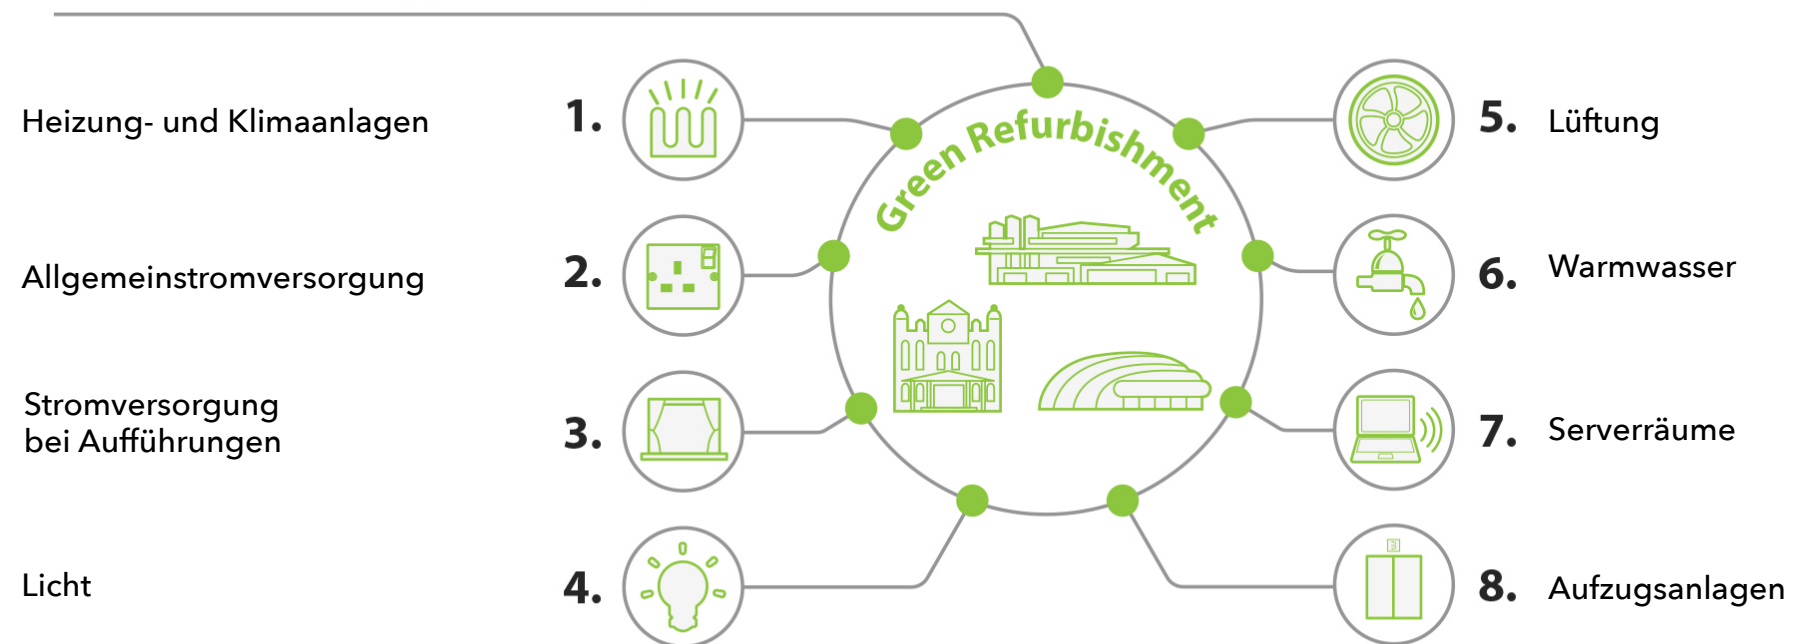 Green Refurbishment
Heizung- und Klimaanlagen
1.
Allgemeinstromversorgung
2.
Stromversorgung
bei Aufführungen
3.
Licht
4.
5. Lüftung
6. Warmwasser
7. Serverräume
8. Aufzugsanlagen